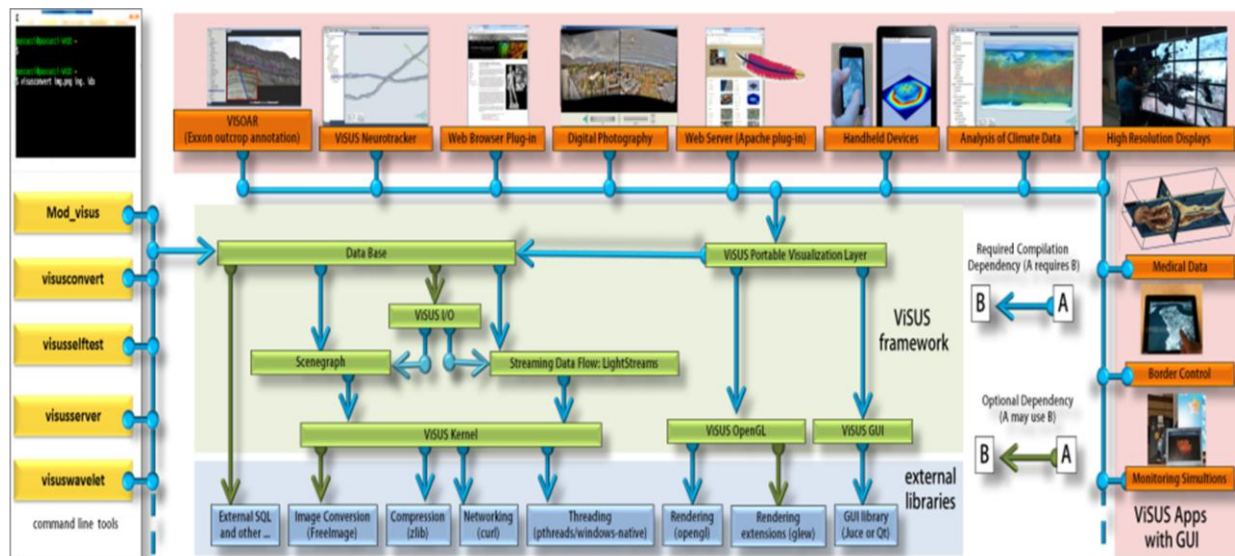 $ visusconvert img.png img. idx
VISOAR
(Exxon outcrop annotation)
ViSUS Neurotracker
Web Browser Plug-in
Digital Photography
Web Server (Apache plug-in)
Handheld Devices
Analysis of Climate Data
High Resolution Displays
Mod_visus
visusconvert
visusselftest
visusserver
visuswavelet
command line tools
Data Base
ViSUS Portable Visualization Layer
ViSUS I/O
Scenegraph
Streaming Data Flow: LightStreams
ViSUS Kernel
ViSUS OpenGL
ViSUS GUI
ViSUS
framework
external
libraries
External SQL
and other ...
Image Conversion
(FreeImage)
Compression
(zlib)
Networking
(curl)
Threading
(pthreads/windows-native)
Rendering
(opengl)
Rendering
extensions (glew)
GUI library
(Juce or Qt)
Required Compilation
Dependency (A requires B)
B
A
Optional Dependency
(A may use B)
B
A
Medical Data
Border Control
Monitoring Simultions
ViSUS Apps
with GUI